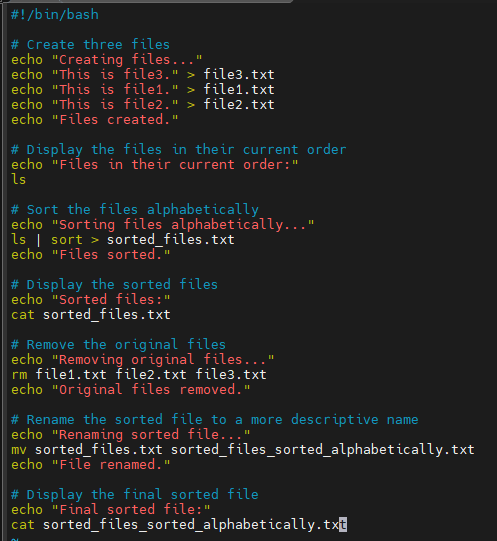 #!/bin/bash
# Create three files
echo "Creating files..."
echo "This is file3." > file3.txt
echo "This is file1." > file1.txt
echo "This is file2." > file2.txt
echo "Files created."
# Display the files in their current order
echo "Files in their current order:"
ls
# Sort the files alphabetically
echo "Sorting files alphabetically..."
ls | sort > sorted_files.txt
echo "Files sorted."
# Display the sorted files
echo "Sorted files:"
cat sorted_files.txt
# Remove the original files
echo "Removing original files..."
rm file1.txt file2.txt file3.txt
echo "Original files removed."
# Rename the sorted file to a more descriptive name
echo "Renaming sorted file..."
mv sorted_files.txt sorted_files_sorted_alphabetically.txt
echo "File renamed."
# Display the final sorted file
echo "Final sorted file:"
cat sorted_files_sorted_alphabetically.txt